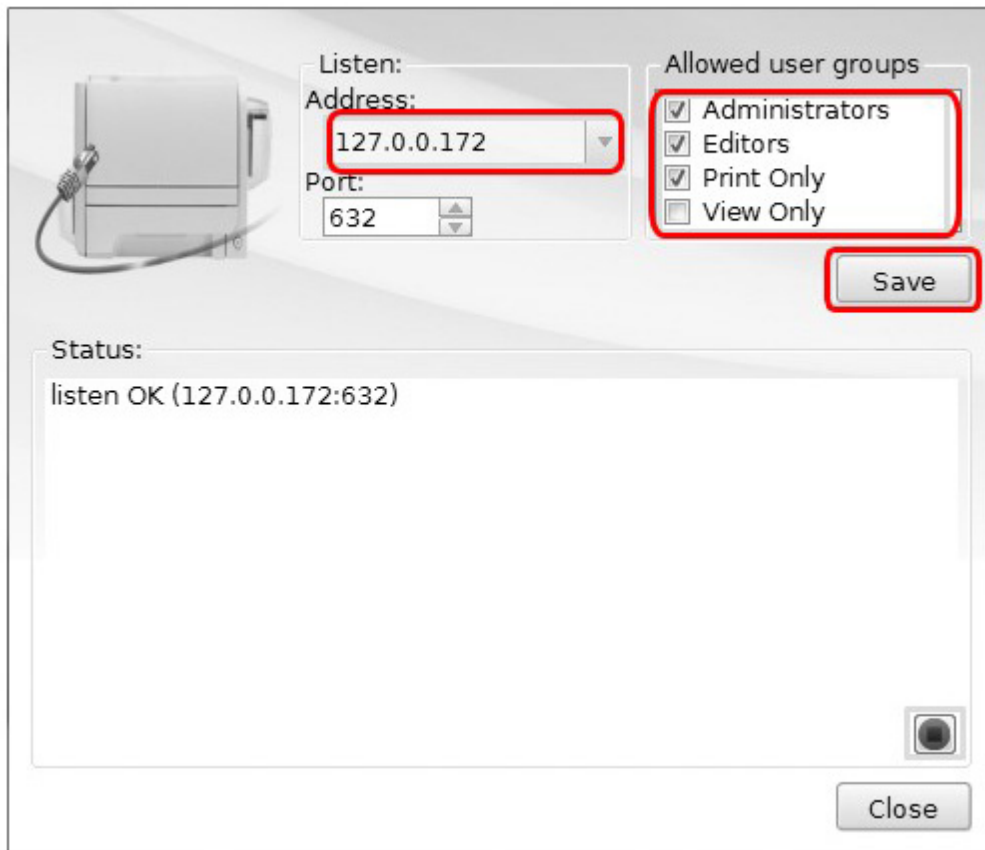 Listen:
Address:
127.0.0.172
Port:
632
Allowed user groups
Administrators
Editors
Print Only
View Only
Save
Status:
listen OK (127.0.0.172:632)
Close